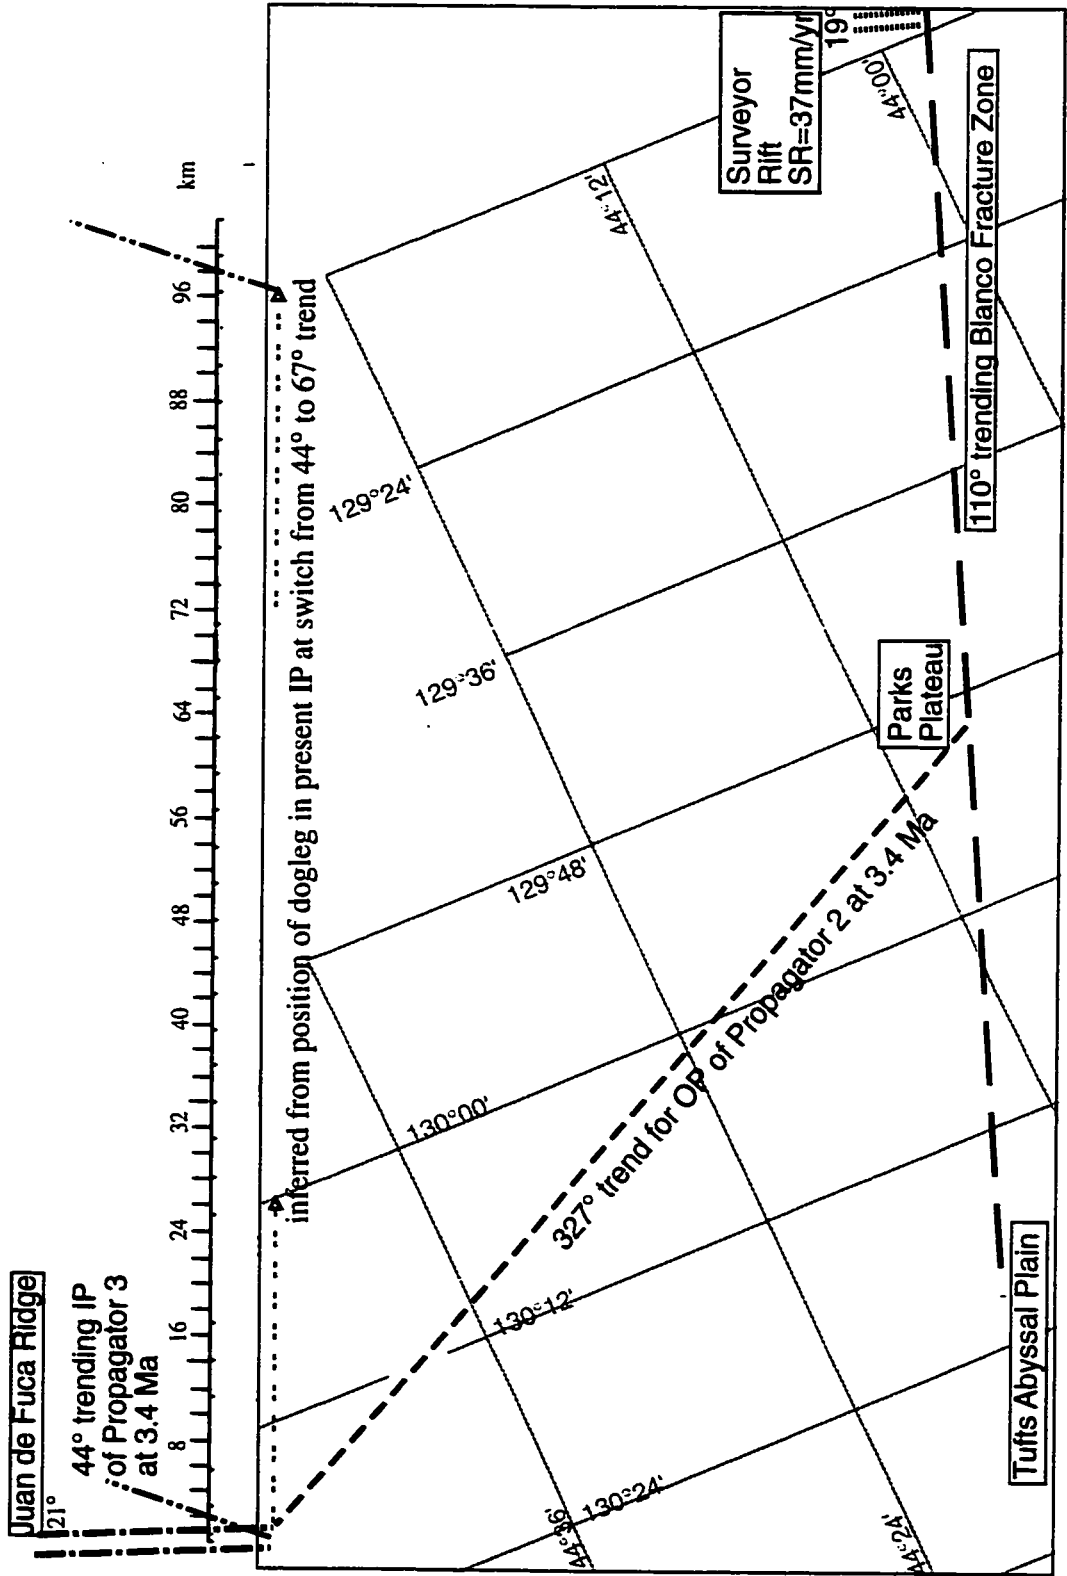 Juan de Fuca Ridge
21°
44° trending IP
of Propagator 3
at 3.4 Ma
8
16
24
32
40
48
56
64
72
80
88
96
km
inferred from position of dogleg in present IP at switch from 44° to 67° trend
Surveyor
Rift
SR=37mm/yr
19°
44°00'
44°12'
129°24'
129°36'
129°48'
130°00'
130°12'
130°24'
44°36'
44°24'
327° trend for OP of Propagator 2 at 3.4 Ma
Parks
Plateau
110° trending Blanco Fracture Zone
Tufts Abyssal Plain